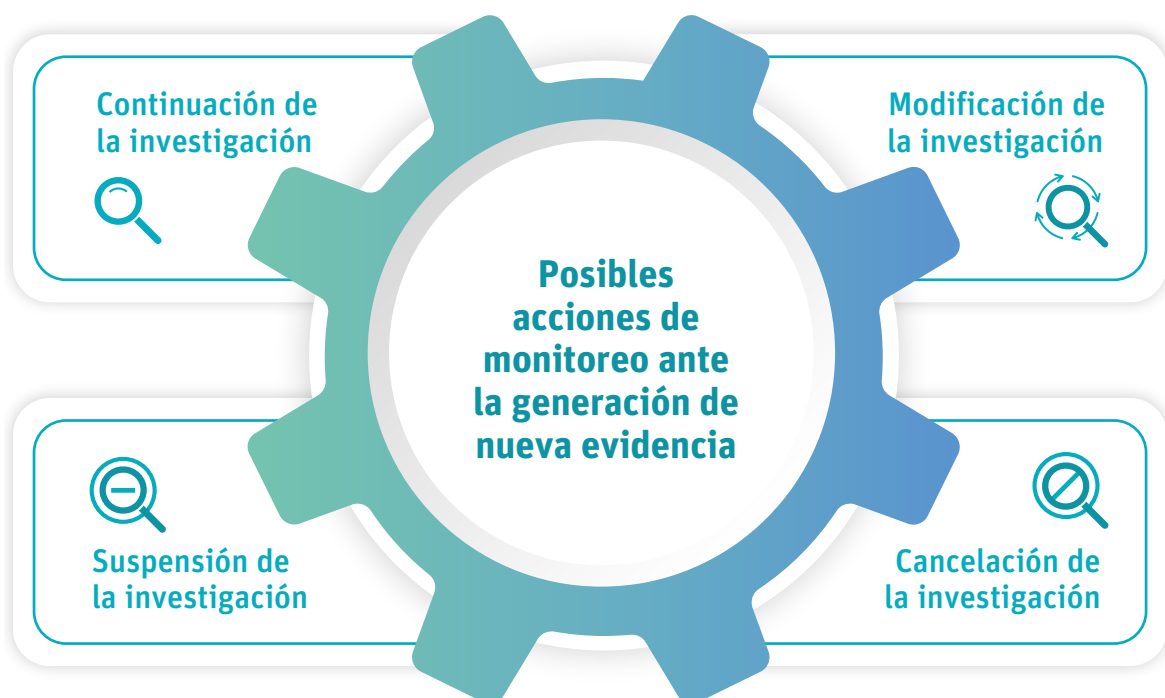 Continuación de
la investigación
Modificación de
la investigación
Posibles
acciones de
monitoreo ante
la generación de
nueva evidencia
Suspensión de
la investigación
Cancelación de
la investigación